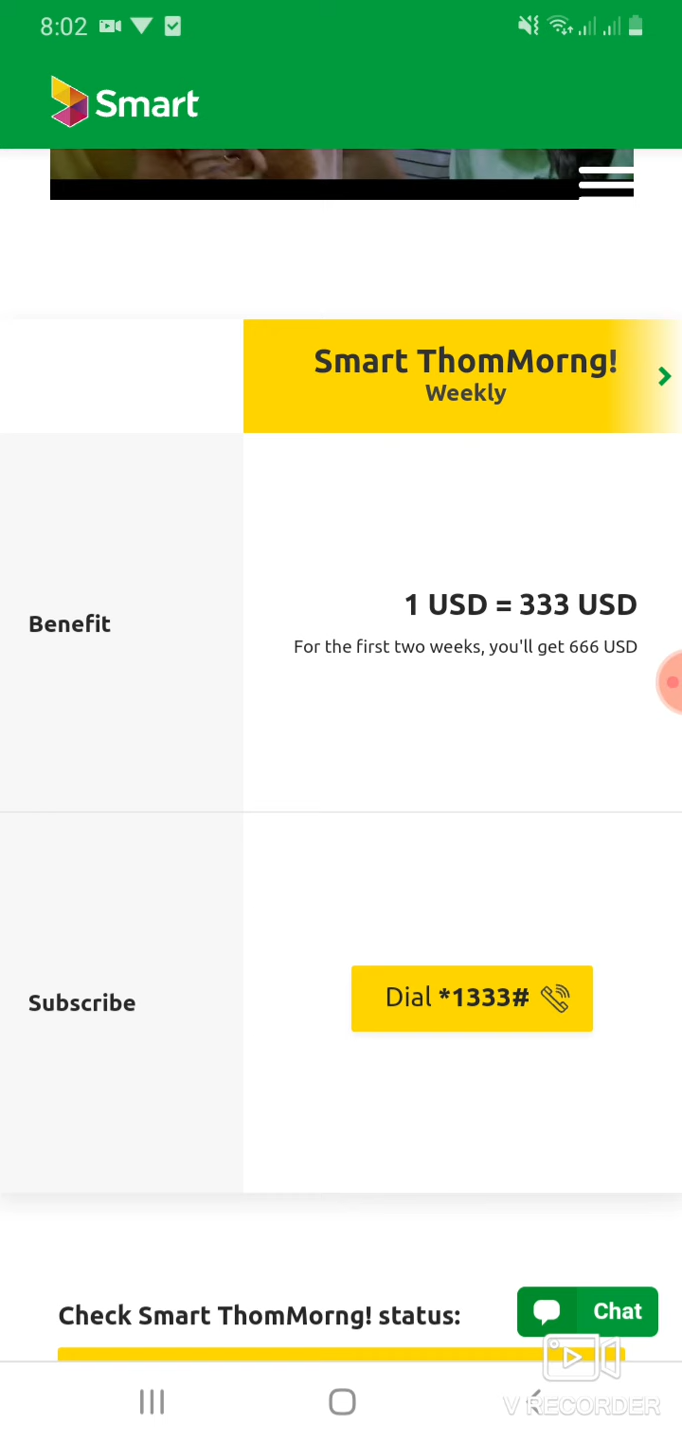 8:02
Smart
Smart ThomMorng!
Weekly
Benefit
1 USD = 333 USD
For the first two weeks, you'll get 666 USD
Subscribe
Dial *1333#
Check Smart ThomMorng! status:
Chat
V RECORDER